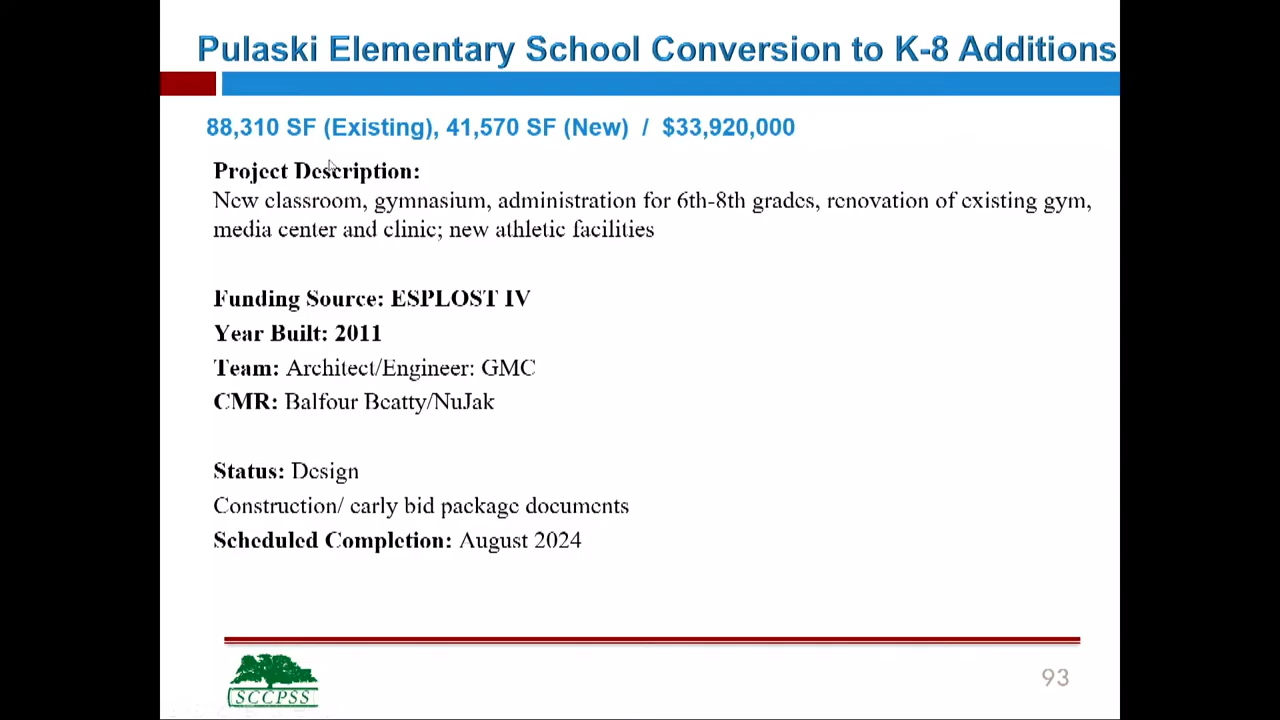 Pulaski Elementary School Conversion to K-8 Additions
88,310 SF (Existing), 41,570 SF (New) / $33,920,000
Project Description:
New classroom, gymnasium, administration for 6th-8th grades, renovation of existing gym,
media center and clinic; new athletic facilities
Funding Source: ESPLOST IV
Year Built: 2011
Team: Architect/Engineer: GMC
CMR: Balfour Beatty/NuJak
Status: Design
Construction/ early bid package documents
Scheduled Completion: August 2024
SCCPSS
93